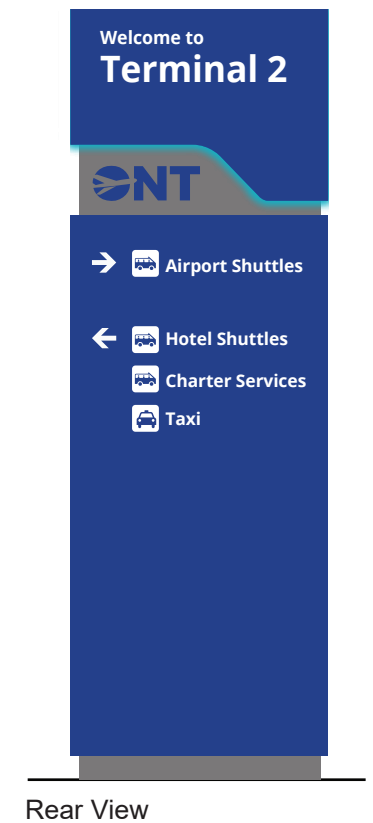 Welcome to
Terminal 2
ONT
Airport Shuttles
Hotel Shuttles
Charter Services
Taxi
Rear View